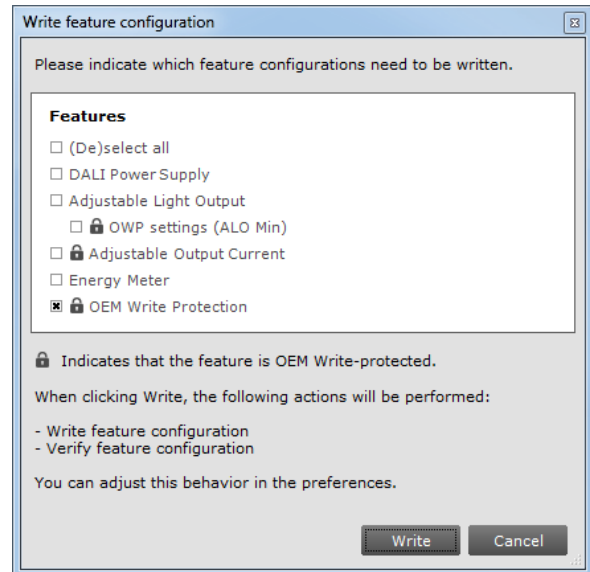 Write feature configuration
Please indicate which feature configurations need to be written.
Features
(De)select all
DALI Power Supply
Adjustable Light Output
OWP settings (ALO Min)
Adjustable Output Current
Energy Meter
OEM Write Protection
Indicates that the feature is OEM Write-protected.
When clicking Write, the following actions will be performed:
- Write feature configuration
- Verify feature configuration
You can adjust this behavior in the preferences.
Write Cancel